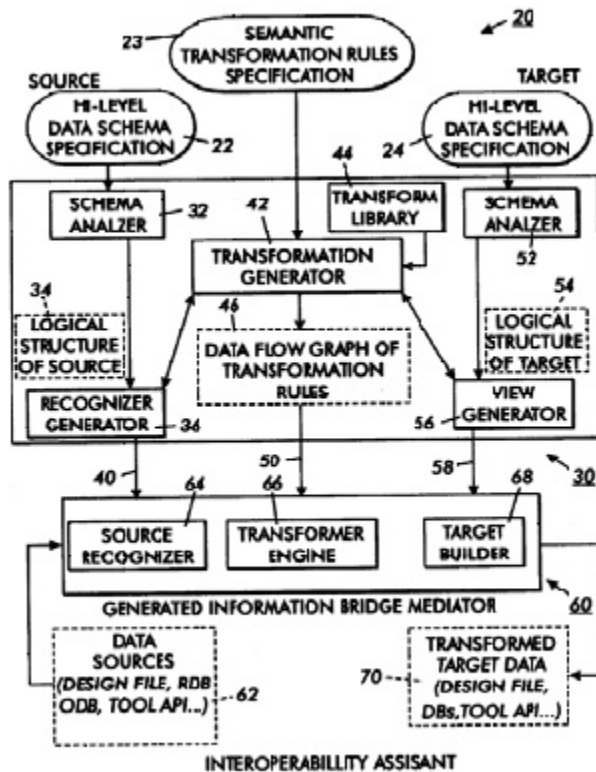 20
23
SEMANTIC
TRANSFORMATION RULES
SPECIFICATION
SOURCE
HI-LEVEL
DATA SCHEMA
SPECIFICATION
22
TARGET
HI-LEVEL
DATA SCHEMA
SPECIFICATION
24
SCHEMA
ANALZER
32
42
44
TRANSFORM
LIBRARY
SCHEMA
ANALZER
52
TRANSFORMATION
GENERATOR
34
LOGICAL
STRUCTURE
OF SOURCE
46
DATA FLOW GRAPH OF
TRANSFORMATION
RULES
54
LOGICAL
STRUCTURE
OF TARGET
RECOGNIZER
GENERATOR
36
VIEW
GENERATOR
56
40
50
58
30
64
SOURCE
RECOGNIZER
66
TRANSFORMER
ENGINE
68
TARGET
BUILDER
GENERATED INFORMATION BRIDGE MEDIATOR
60
DATA
SOURCES
(DESIGN FILE, RDB
ODB, TOOL API...)
62
70
TRANSFORMED
TARGET DATA
(DESIGN FILE,
DBs,TOOL API...)
INTEROPERABILLITY ASSISANT